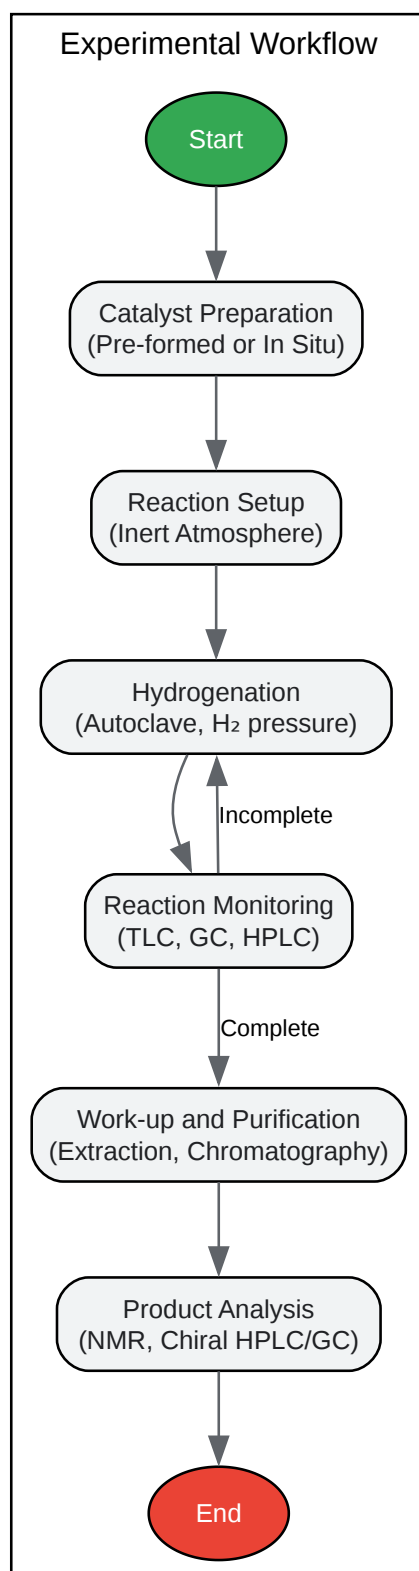 Experimental Workflow
Start
Catalyst Preparation
(Pre-formed or In Situ)
Reaction Setup
(Inert Atmosphere)
Hydrogenation
(Autoclave, H₂ pressure)
Incomplete
Reaction Monitoring
(TLC, GC, HPLC)
Complete
Work-up and Purification
(Extraction, Chromatography)
Product Analysis
(NMR, Chiral HPLC/GC)
End